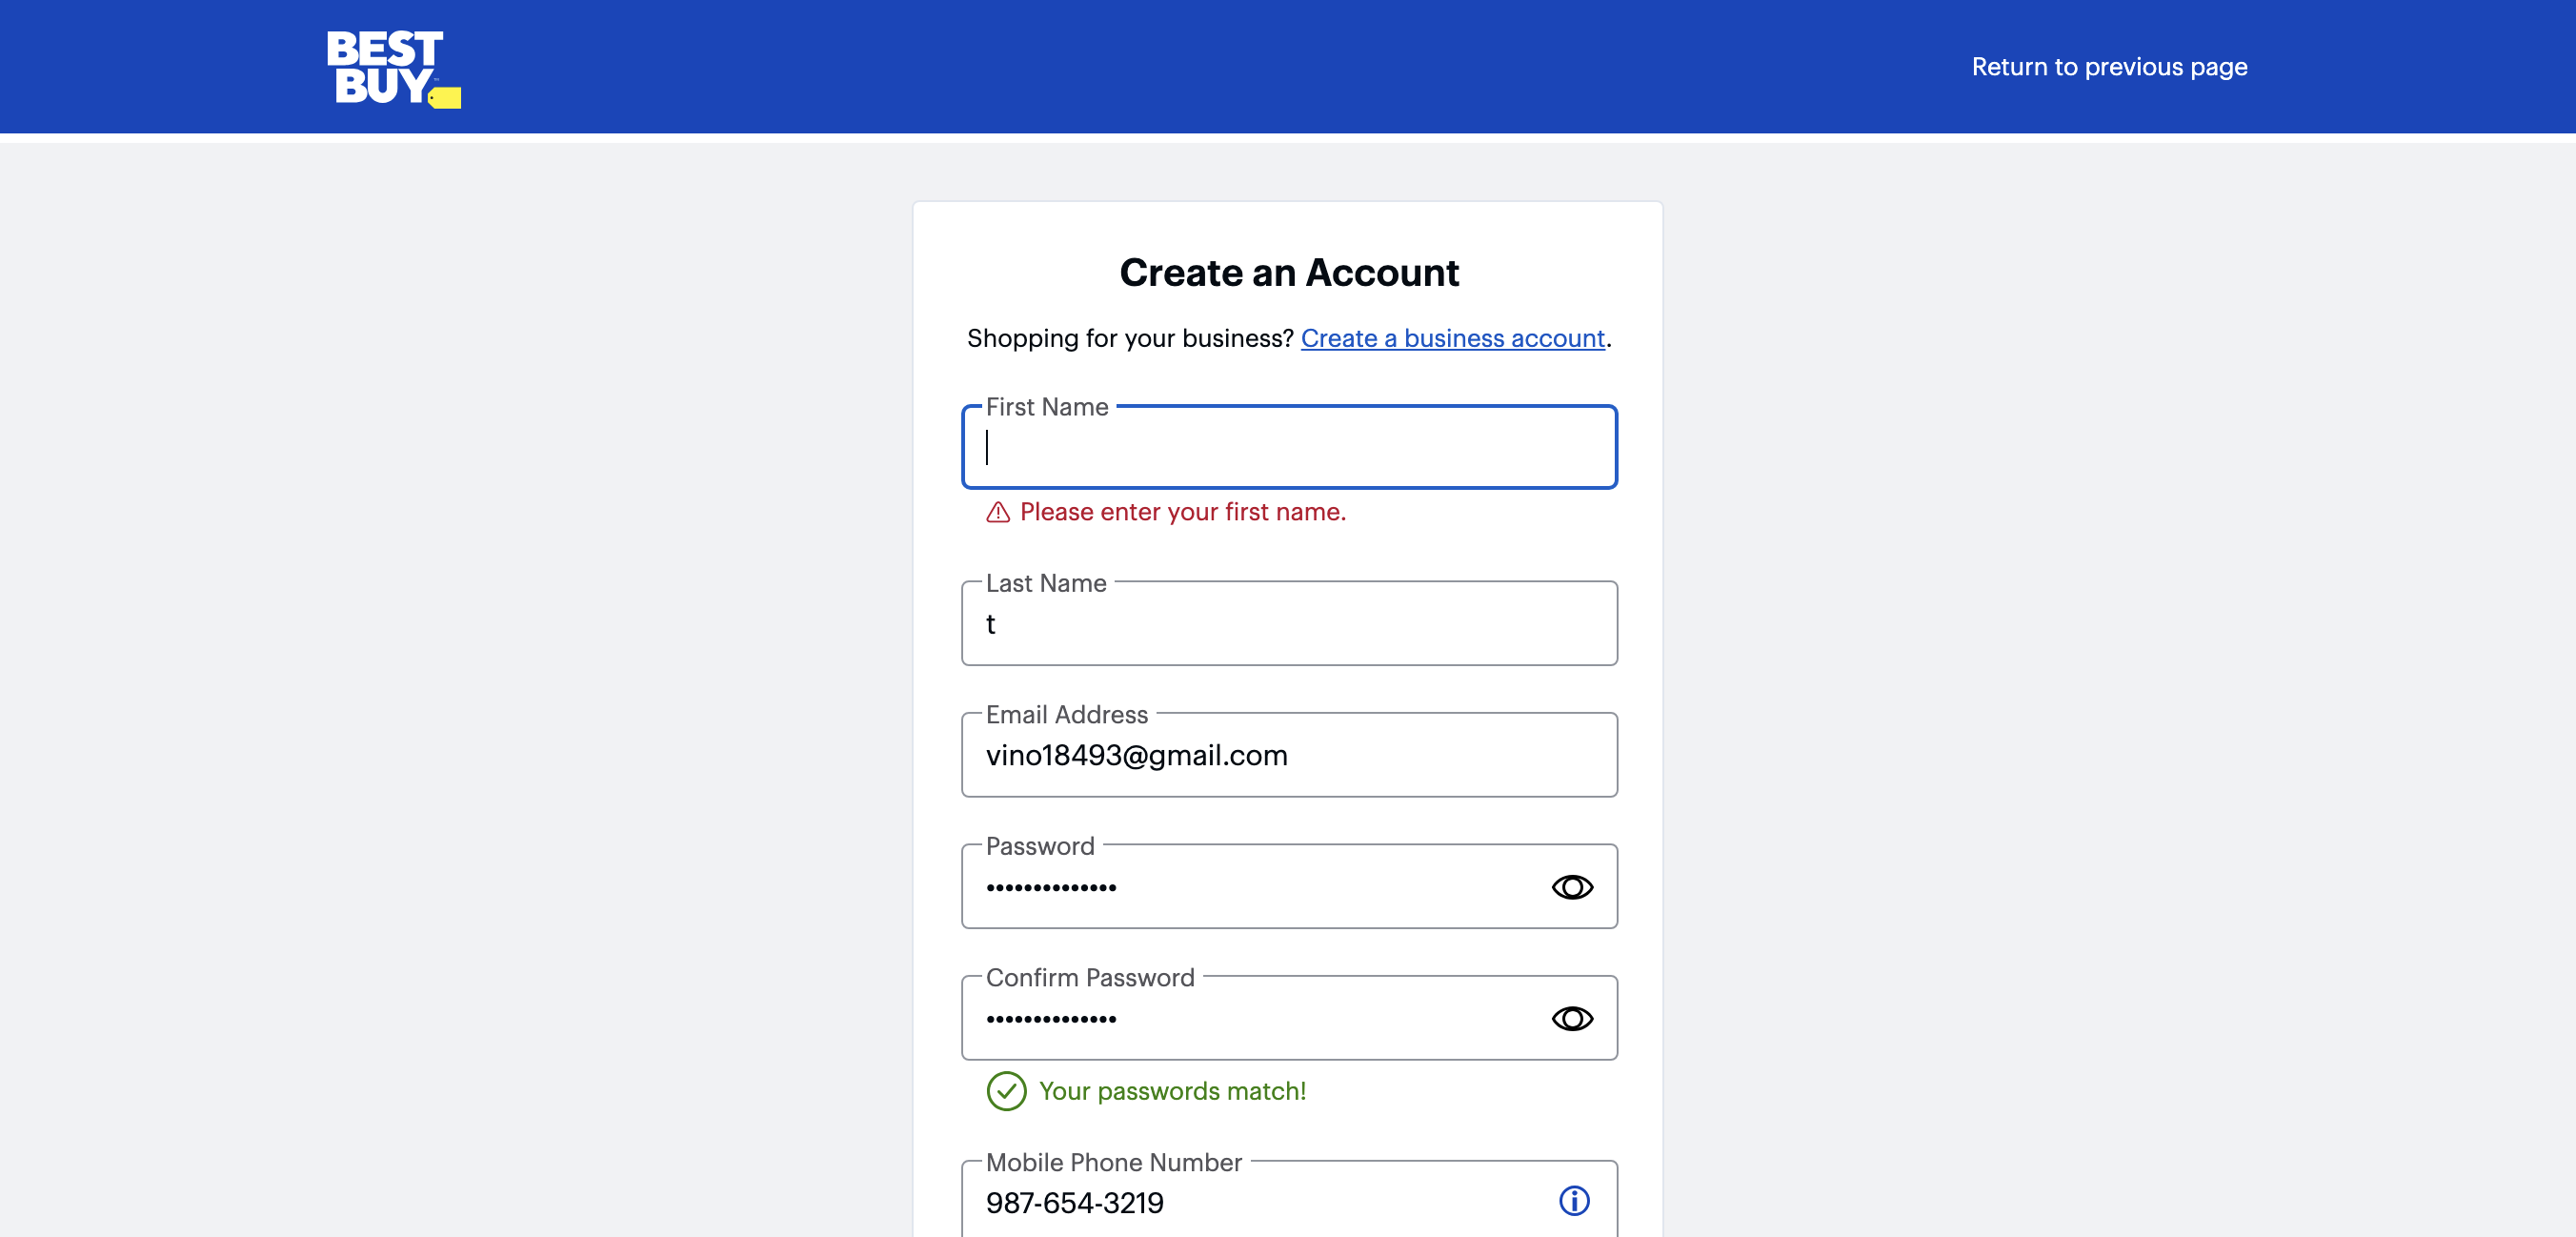 BEST
BUY™
Return to previous page
Create an Account
Shopping for your business? Create a business account.
First Name
Please enter your first name.
Last Name
t
Email Address
vino18493@gmail.com
Password
••••••••••••••
Confirm Password
••••••••••••••
Your passwords match!
Mobile Phone Number
987-654-3219